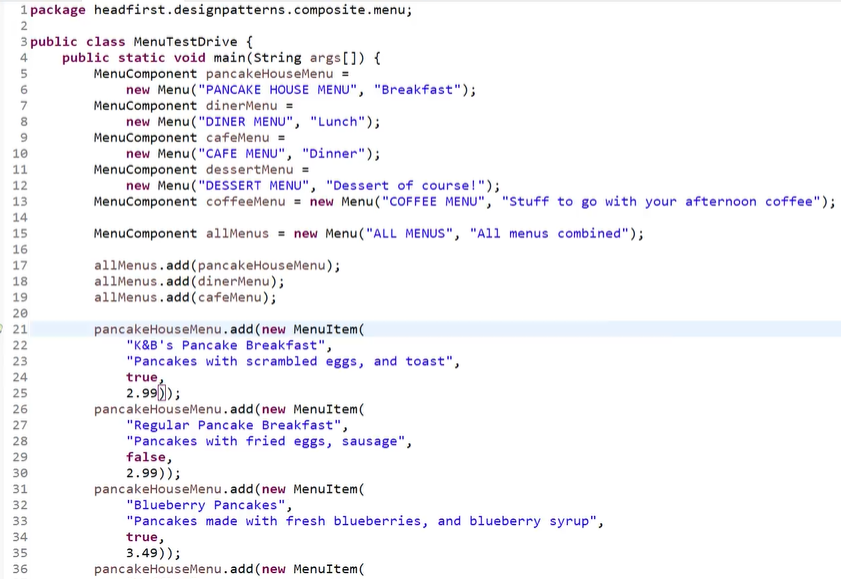 1 package headfirst.designpatterns.composite.menu;
2
3 public class MenuTestDrive {
4     public static void main(String args[]) {
5         MenuComponent pancakeHouseMenu =
6             new Menu("PANCAKE HOUSE MENU", "Breakfast");
7         MenuComponent dinerMenu =
8             new Menu("DINER MENU", "Lunch");
9         MenuComponent cafeMenu =
10             new Menu("CAFE MENU", "Dinner");
11         MenuComponent dessertMenu =
12             new Menu("DESSERT MENU", "Dessert of course!");
13         MenuComponent coffeeMenu = new Menu("COFFEE MENU", "Stuff to go with your afternoon coffee");
14
15         MenuComponent allMenus = new Menu("ALL MENUS", "All menus combined");
16
17         allMenus.add(pancakeHouseMenu);
18         allMenus.add(dinerMenu);
19         allMenus.add(cafeMenu);
20
21         pancakeHouseMenu.add(new MenuItem(
22             "K&B's Pancake Breakfast",
23             "Pancakes with scrambled eggs, and toast",
24             true,
25             2.99));
26         pancakeHouseMenu.add(new MenuItem(
27             "Regular Pancake Breakfast",
28             "Pancakes with fried eggs, sausage",
29             false,
30             2.99));
31         pancakeHouseMenu.add(new MenuItem(
32             "Blueberry Pancakes",
33             "Pancakes made with fresh blueberries, and blueberry syrup",
34             true,
35             3.49));
36         pancakeHouseMenu.add(new MenuItem(